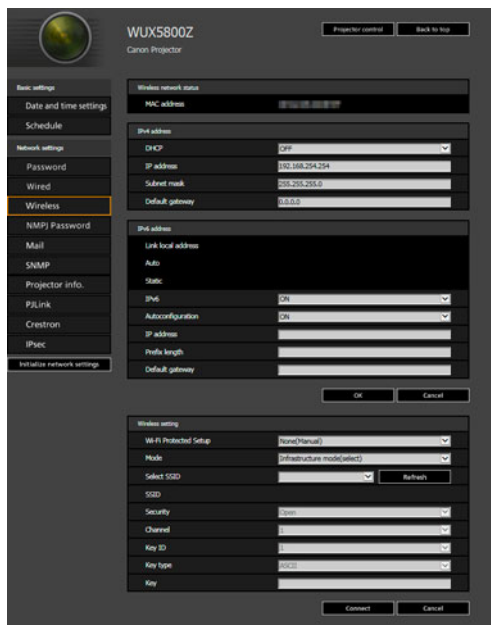 WUX5800Z
Canon Projector
Projector control
Back to top
Basic settings
Date and time settings
Schedule
Network settings
Password
Wired
Wireless
NMPJ Password
Mail
SNMP
Projector info.
PJLink
Crestron
IPsec
Initialize network settings
Wireless network status
MAC address
IPv4 address
DHCP OFF
IP address 192.168.254.254
Subnet mask 255.255.255.0
Default gateway 0.0.0.0
IPv6 address
Link local address
Auto
Static
IPv6 ON
Autoconfiguration ON
IP address
Prefix length
Default gateway
OK Cancel
Wireless setting
Wi-Fi Protected Setup None(Manual)
Mode Infrastructure mode(select)
Select SSID Refresh
SSID
Security Open
Channel 1
Key ID 1
Key type ASCII
Key
Connect Cancel